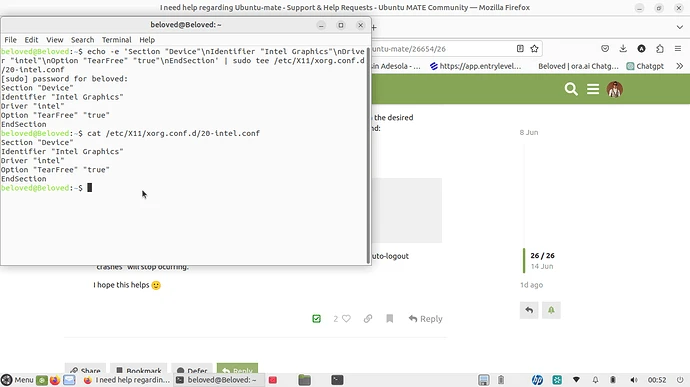 I need help regarding Ubuntu-mate - Support & Help Requests - Ubuntu MATE Community — Mozilla Firefox
beloved@Beloved: ~
File Edit View Search Terminal Help
beloved@Beloved:~$ echo -e 'Section "Device"\nIdentifier "Intel Graphics"\nDrive
r "intel"\nOption "TearFree" "true"\nEndSection' | sudo tee /etc/X11/xorg.conf.d
/20-intel.conf
[sudo] password for beloved:
Section "Device"
Identifier "Intel Graphics"
Driver "intel"
Option "TearFree" "true"
EndSection
beloved@Beloved:~$ cat /etc/X11/xorg.conf.d/20-intel.conf
Section "Device"
Identifier "Intel Graphics"
Driver "intel"
Option "TearFree" "true"
EndSection
beloved@Beloved:~$
ubuntu-mate/26654/26
sin Adesola - ... https://app.entrylevel... Beloved | ora.ai Chatg... Chatgpt
the desired
nd:
8 Jun
uto-logout
"crashes" will stop ocurring.
I hope this helps 🙂
26 / 26
14 Jun
1d ago
2 Reply
Share Bookmark Defer Reply
Menu I need help regardin... beloved@Beloved: ~ 00:52